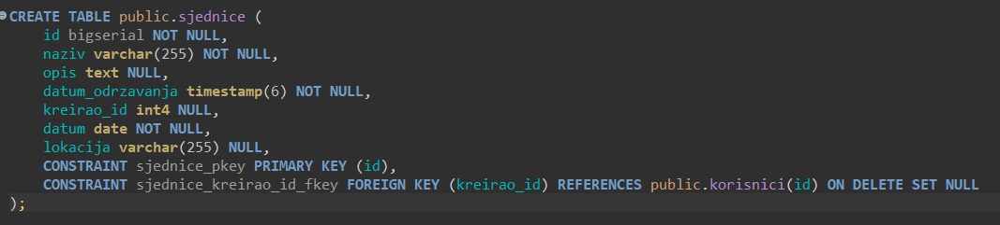 CREATE TABLE public.sjednice (
    id bigserial NOT NULL,
    naziv varchar(255) NOT NULL,
    opis text NULL,
    datum_odrzavanja timestamp(6) NOT NULL,
    kreirao_id int4 NULL,
    datum date NOT NULL,
    lokacija varchar(255) NULL,
    CONSTRAINT sjednice_pkey PRIMARY KEY (id),
    CONSTRAINT sjednice_kreirao_id_fkey FOREIGN KEY (kreirao_id) REFERENCES public.korisnici(id) ON DELETE SET NULL
);